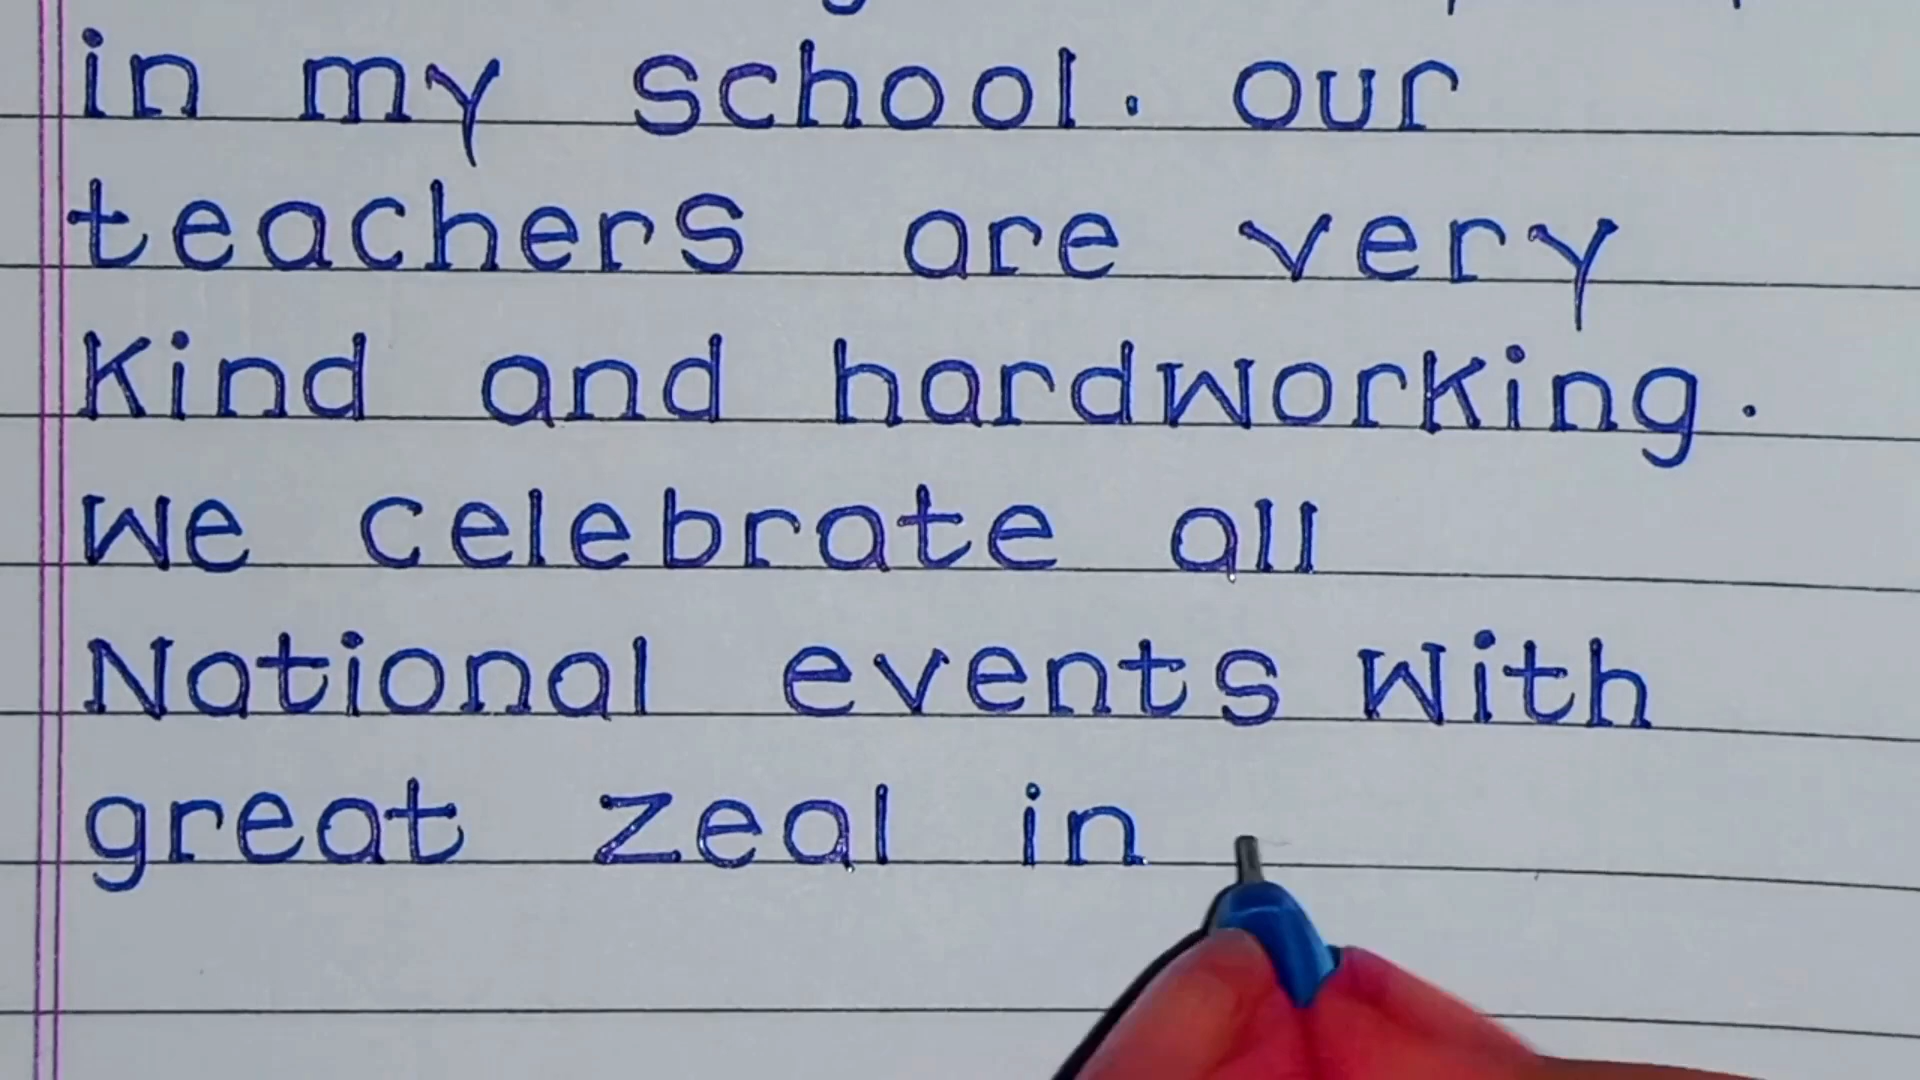 in my school. our
teachers are very
Kind and hardworking.
We celebrate all
National events with
great zeal in